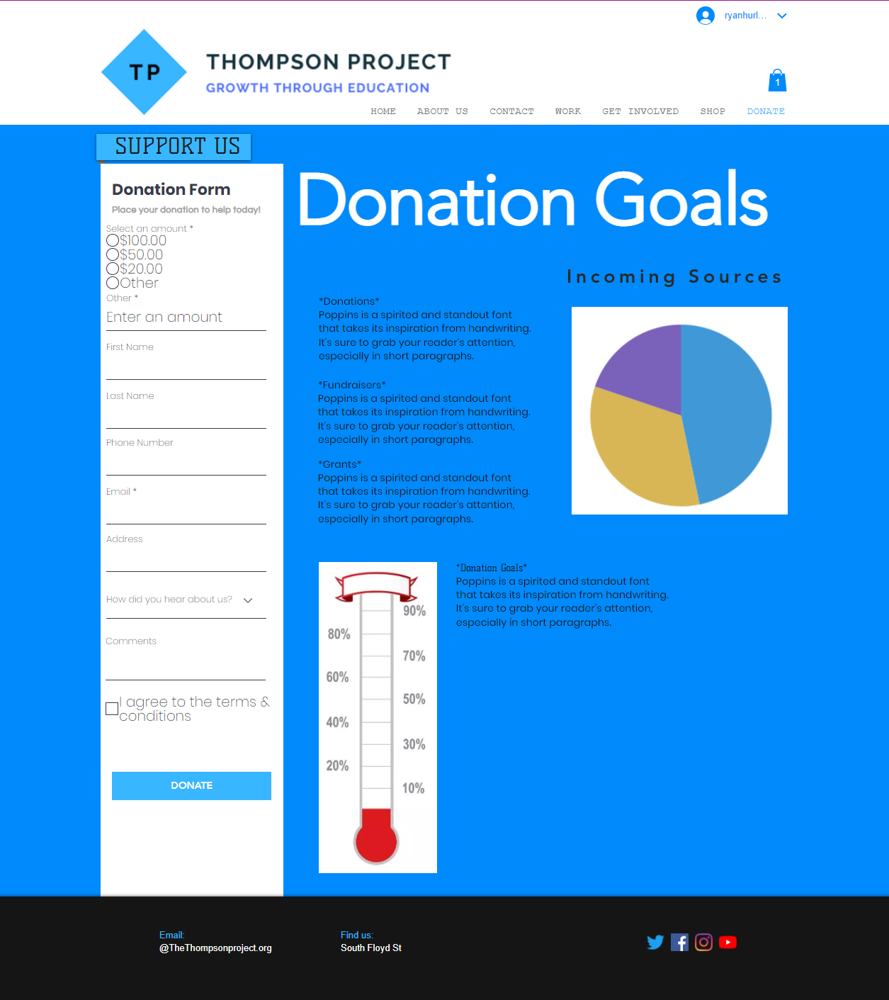 ryanhurl...
TP
THOMPSON PROJECT
GROWTH THROUGH EDUCATION
1
HOME ABOUT US CONTACT WORK GET INVOLVED SHOP DONATE
SUPPORT US
Donation Form
Place your donation to help today!
Select an amount *
$100.00
$50.00
$20.00
Other
Other *
Enter an amount
First Name
Last Name
Phone Number
Email *
Address
How did you hear about us?
Comments
I agree to the terms &
conditions
DONATE
Donation Goals
Incoming Sources
*Donations*
Poppins is a spirited and standout font
that takes its inspiration from handwriting.
It's sure to grab your reader's attention,
especially in short paragraphs.
*Fundraisers*
Poppins is a spirited and standout font
that takes its inspiration from handwriting.
It's sure to grab your reader's attention,
especially in short paragraphs.
*Grants*
Poppins is a spirited and standout font
that takes its inspiration from handwriting.
It's sure to grab your reader's attention,
especially in short paragraphs.
90%
80%
70%
60%
50%
40%
30%
20%
10%
*Donation Goals*
Poppins is a spirited and standout font
that takes its inspiration from handwriting.
It's sure to grab your reader's attention,
especially in short paragraphs.
Email:
@TheThompsonproject.org
Find us:
South Floyd St